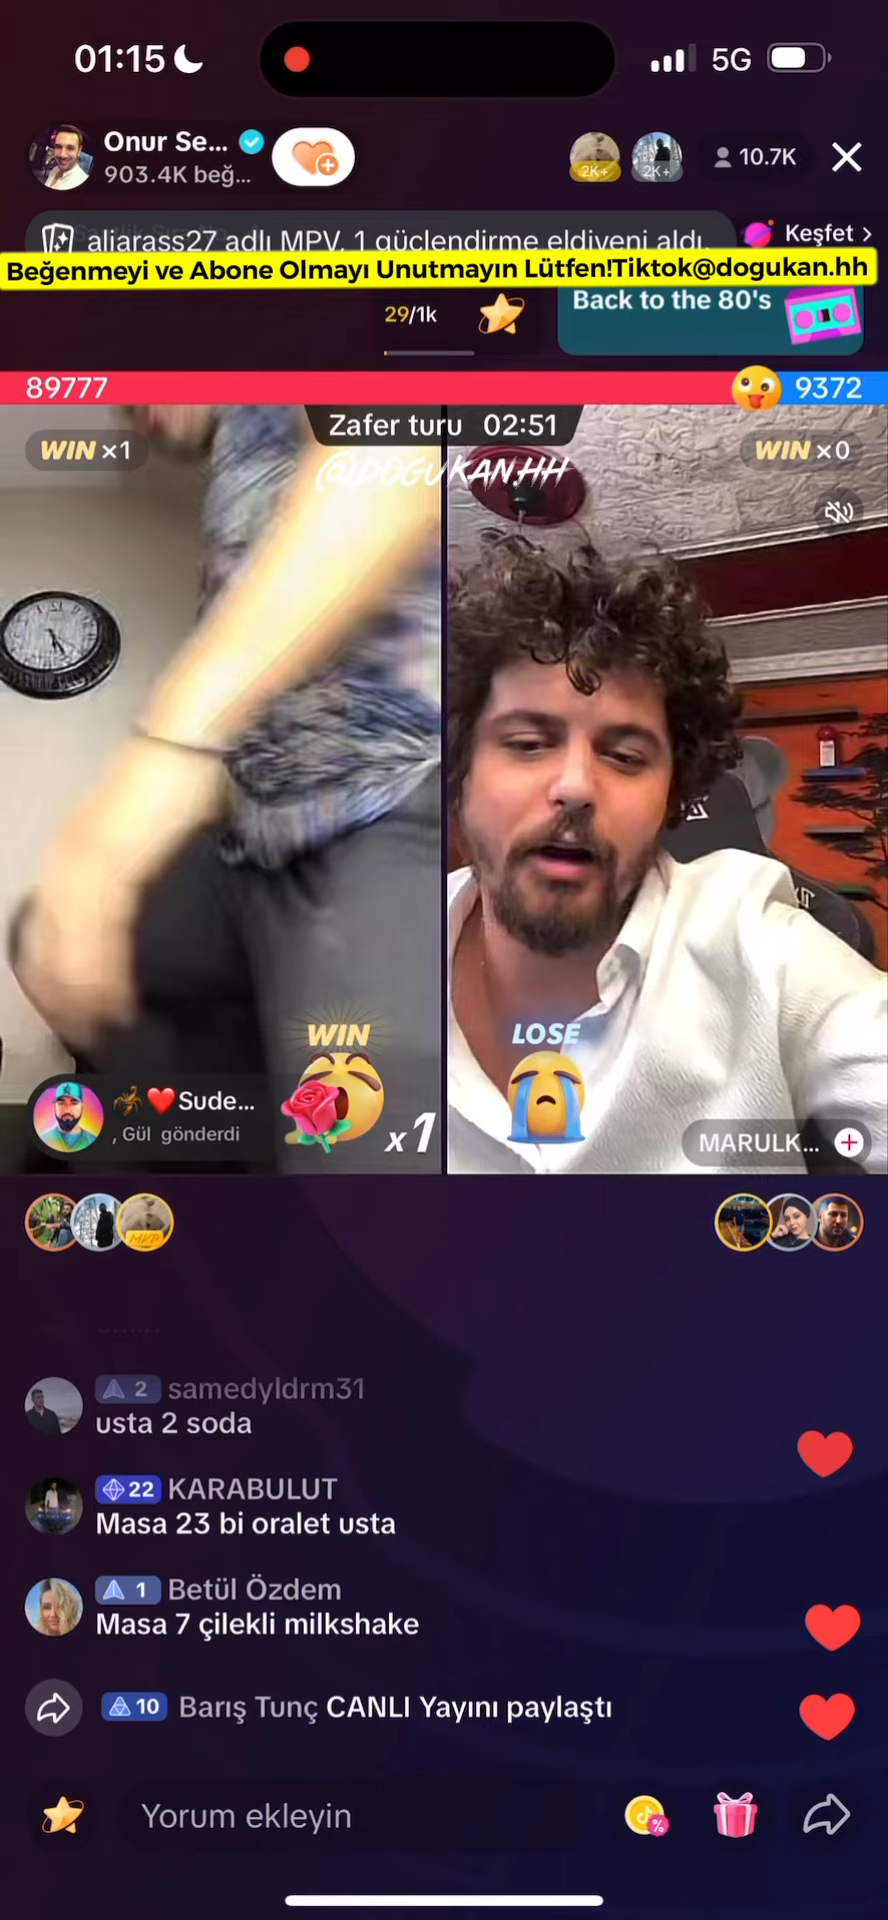 01:15
5G
Onur Se...
903.4K beğ...
2K+
2K+
10.7K
aliarass27 adlı MPV, 1 güçlendirme eldiveni aldı.
Keşfet >
Beğenmeyi ve Abone Olmayı Unutmayın Lütfen!Tiktok@dogukan.hh
29/1k
Back to the 80's
89777
9372
Zafer turu 02:51
WIN x1
WIN x0
@DOGUKAN.HH
WIN
LOSE
Sude...
, Gül gönderdi
x1
MARULK...
MVP
2 samedyldrm31
usta 2 soda
22 KARABULUT
Masa 23 bi oralet usta
1 Betül Özdem
Masa 7 çilekli milkshake
10 Barış Tunç CANLI Yayını paylaştı
Yorum ekleyin